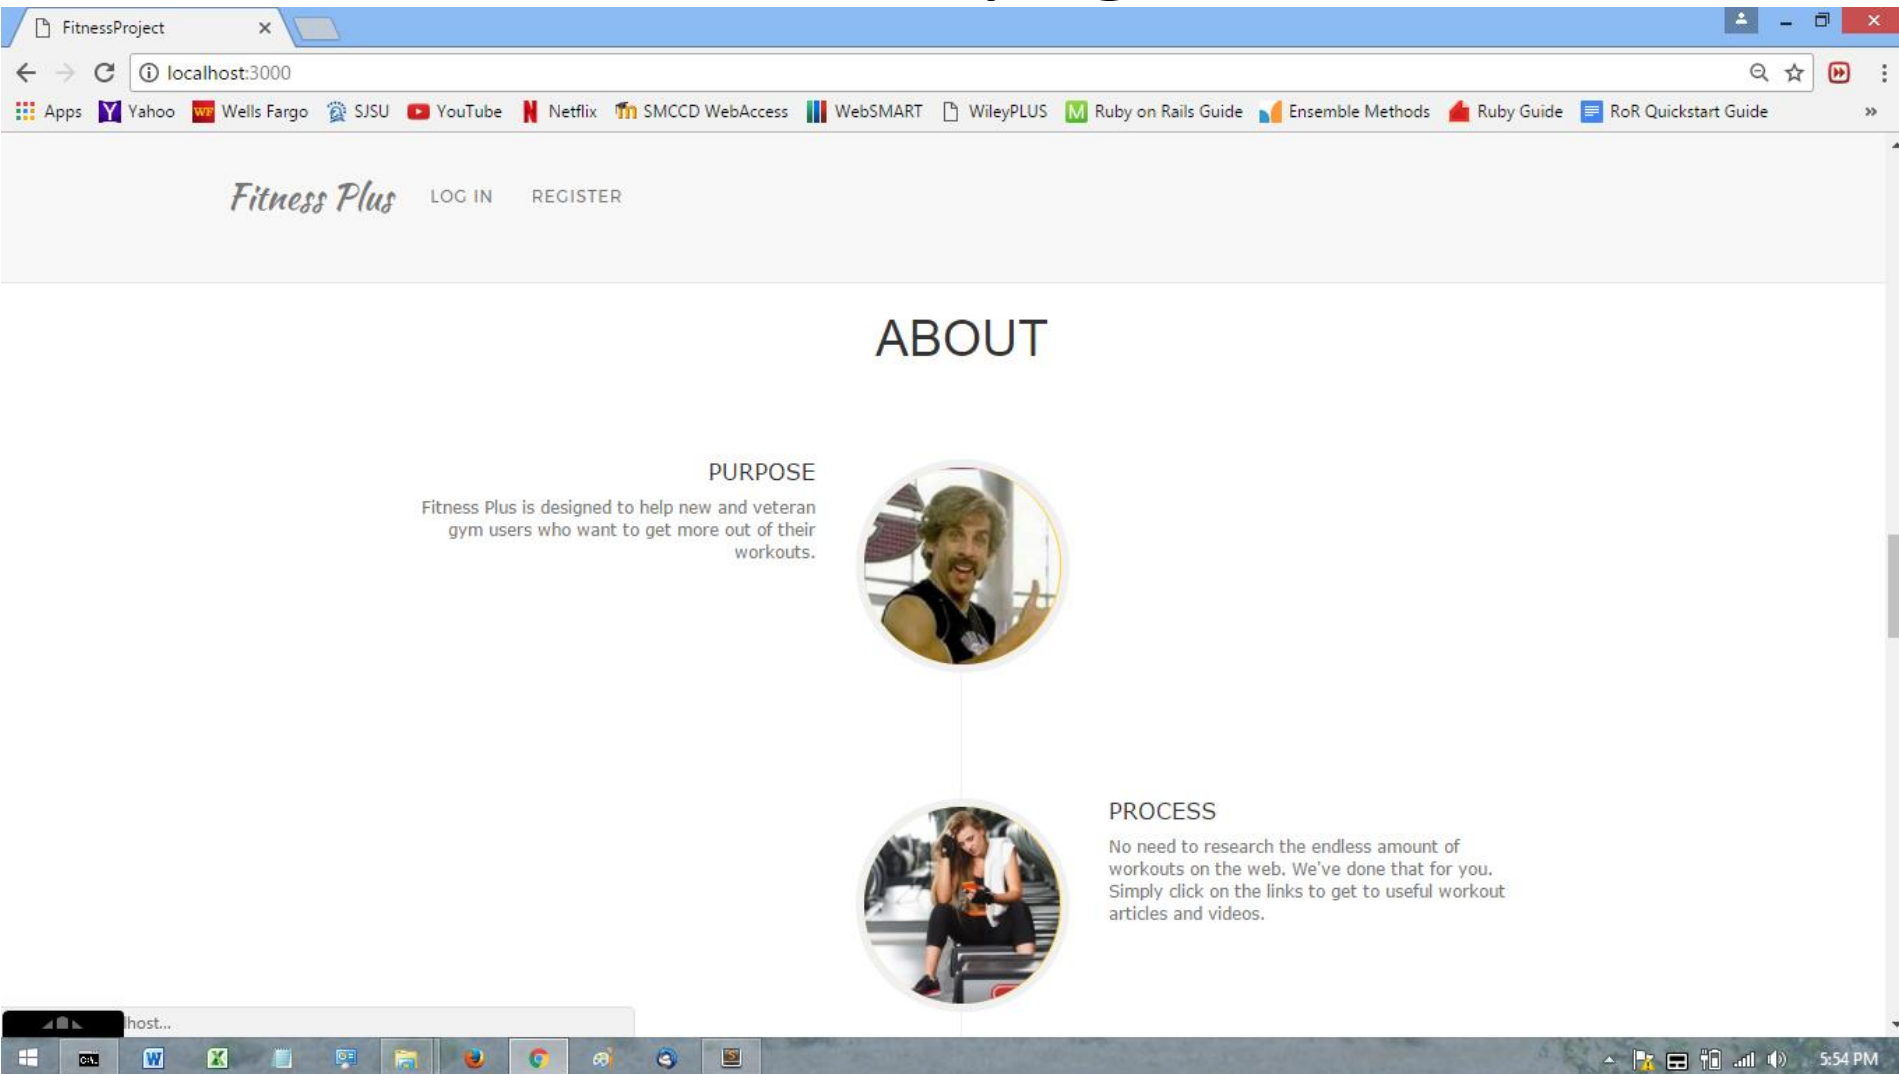 FitnessProject
localhost:3000
Apps Yahoo Wells Fargo SJSU YouTube Netflix SMCCD WebAccess WebSMART WileyPLUS Ruby on Rails Guide Ensemble Methods Ruby Guide RoR Quickstart Guide »
Fitness Plus LOG IN REGISTER
ABOUT
PURPOSE
Fitness Plus is designed to help new and veteran
gym users who want to get more out of their
workouts.
PROCESS
No need to research the endless amount of
workouts on the web. We've done that for you.
Simply click on the links to get to useful workout
articles and videos.
lhost...
5:54 PM